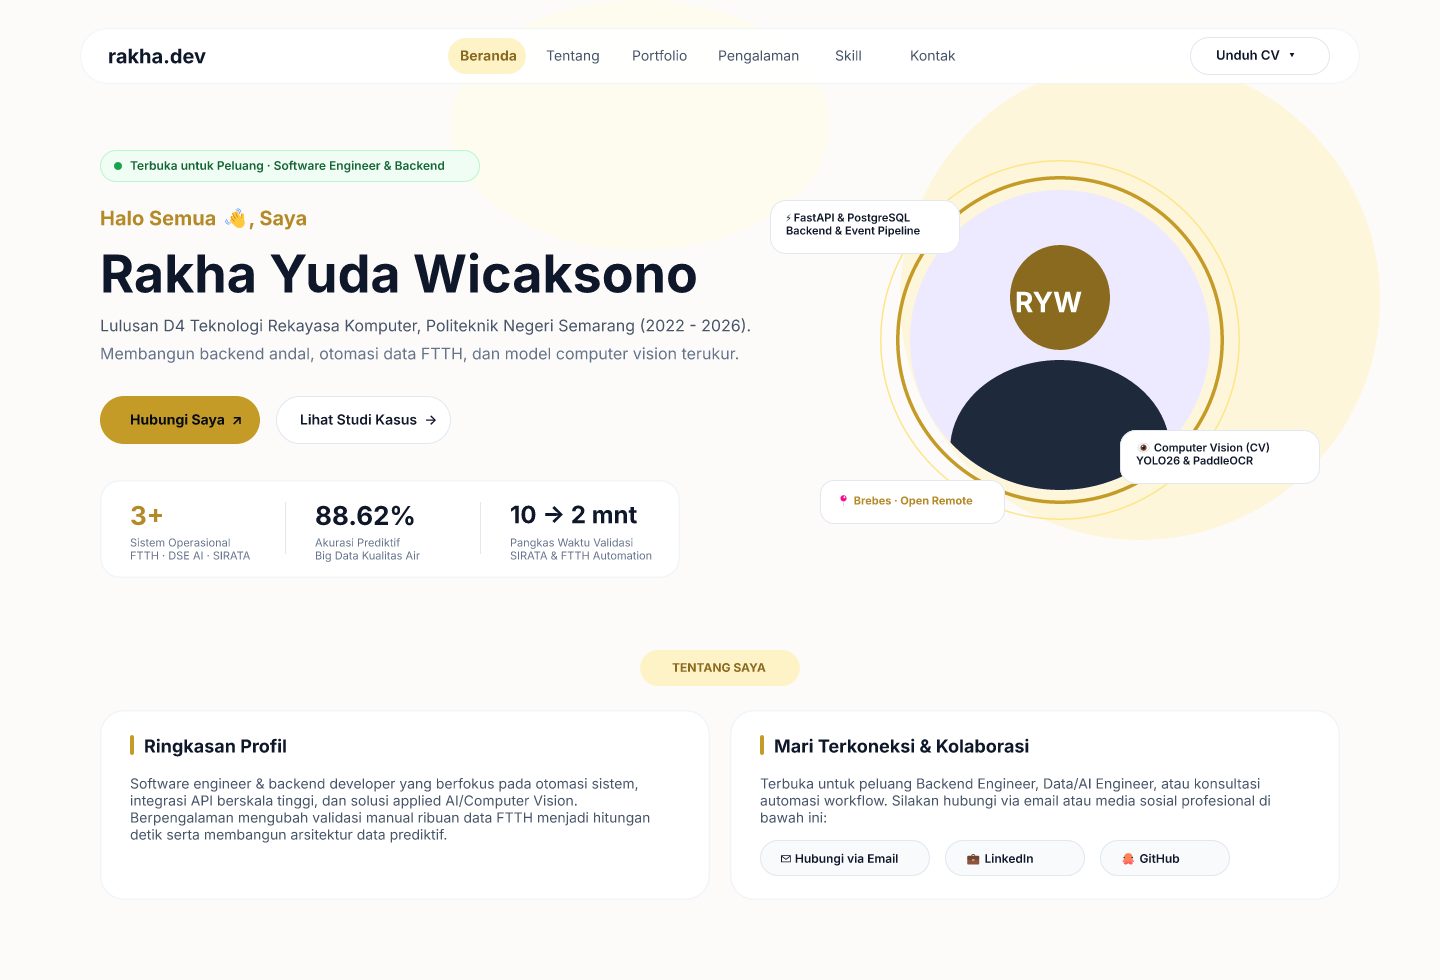 rakha.dev
Beranda
Tentang
Portfolio
Pengalaman
Skill
Kontak
Unduh CV ▾
Terbuka untuk Peluang · Software Engineer & Backend
Halo Semua 👋, Saya
Rakha Yuda Wicaksono
Lulusan D4 Teknologi Rekayasa Komputer, Politeknik Negeri Semarang (2022 - 2026).
Membangun backend andal, otomasi data FTTH, dan model computer vision terukur.
Hubungi Saya ↗
Lihat Studi Kasus →
⚡ FastAPI & PostgreSQL
Backend & Event Pipeline
RYW
👁 Computer Vision (CV)
YOLO26 & PaddleOCR
📍 Brebes · Open Remote
3+
Sistem Operasional
FTTH · DSE AI · SIRATA
88.62%
Akurasi Prediktif
Big Data Kualitas Air
10 → 2 mnt
Pangkas Waktu Validasi
SIRATA & FTTH Automation
TENTANG SAYA
Ringkasan Profil
Software engineer & backend developer yang berfokus pada otomasi sistem,
integrasi API berskala tinggi, dan solusi applied AI/Computer Vision.
Berpengalaman mengubah validasi manual ribuan data FTTH menjadi hitungan
detik serta membangun arsitektur data prediktif.
Mari Terkoneksi & Kolaborasi
Terbuka untuk peluang Backend Engineer, Data/AI Engineer, atau konsultasi
automasi workflow. Silakan hubungi via email atau media sosial profesional di
bawah ini:
✉ Hubungi via Email
💼 LinkedIn
🐙 GitHub